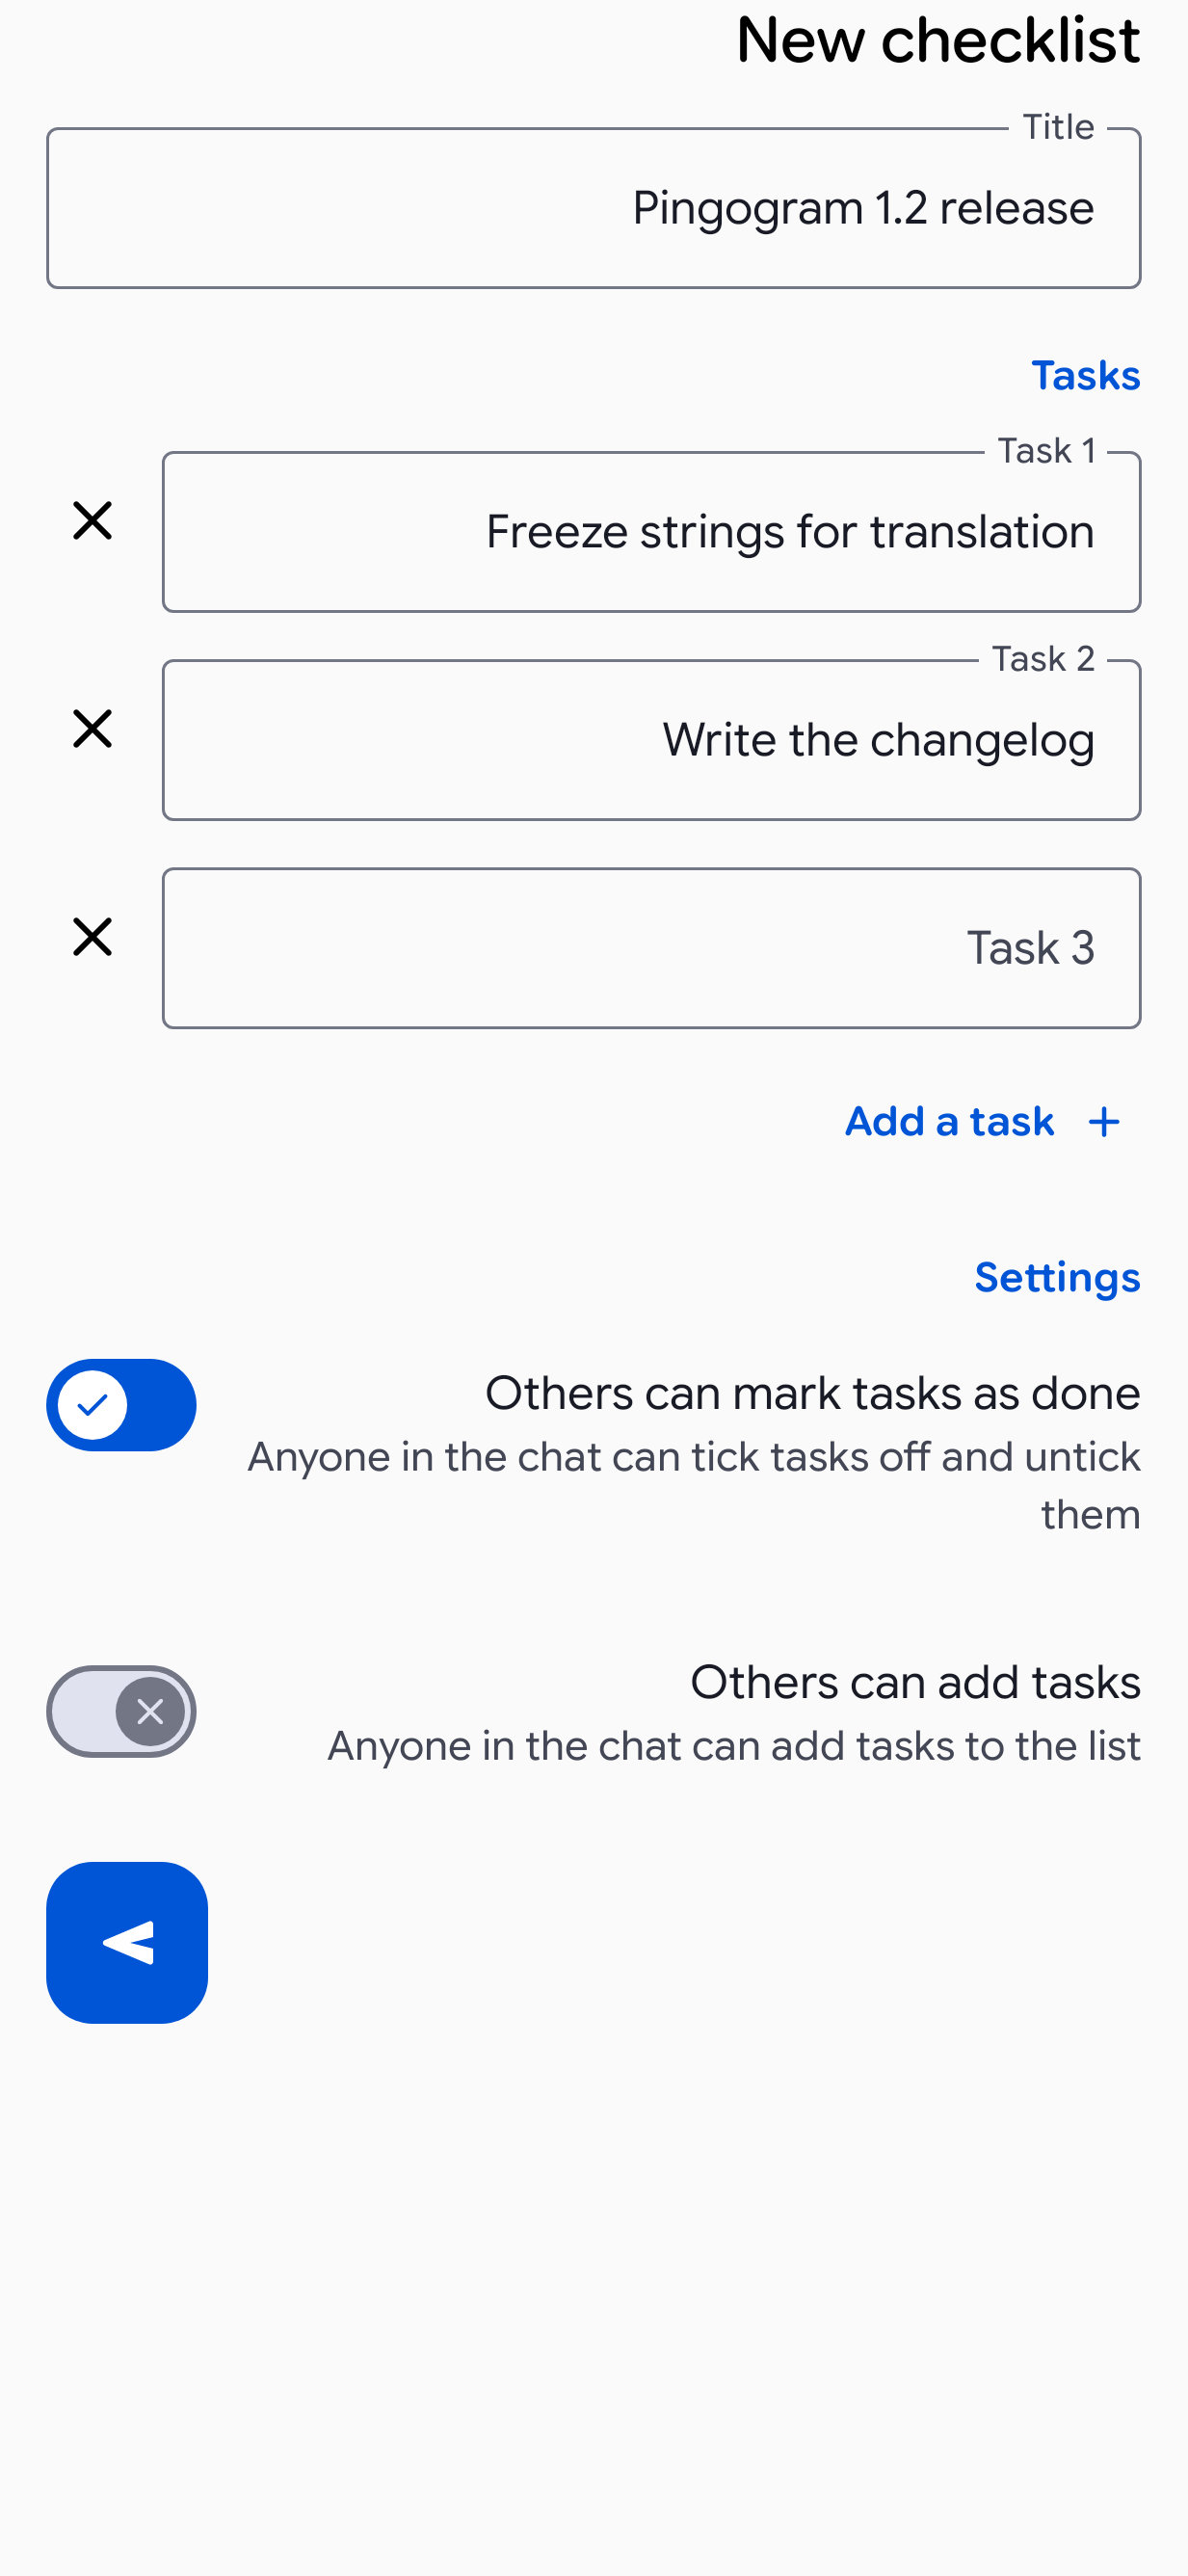 New checklist
Title
Pingogram 1.2 release
Tasks
Task 1
Freeze strings for translation
Task 2
Write the changelog
Task 3
Add a task
Settings
Others can mark tasks as done
Anyone in the chat can tick tasks off and untick
them
Others can add tasks
Anyone in the chat can add tasks to the list